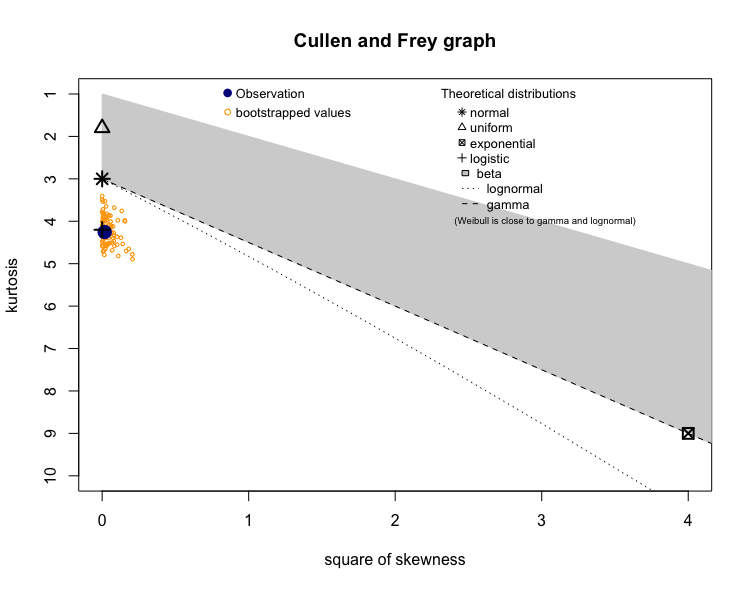 Cullen and Frey graph
Observation
bootstrapped values
Theoretical distributions
normal
uniform
exponential
logistic
beta
lognormal
gamma
(Weibull is close to gamma and lognormal)
kurtosis
1
2
3
4
5
6
7
8
9
10
0 1 2 3 4
square of skewness